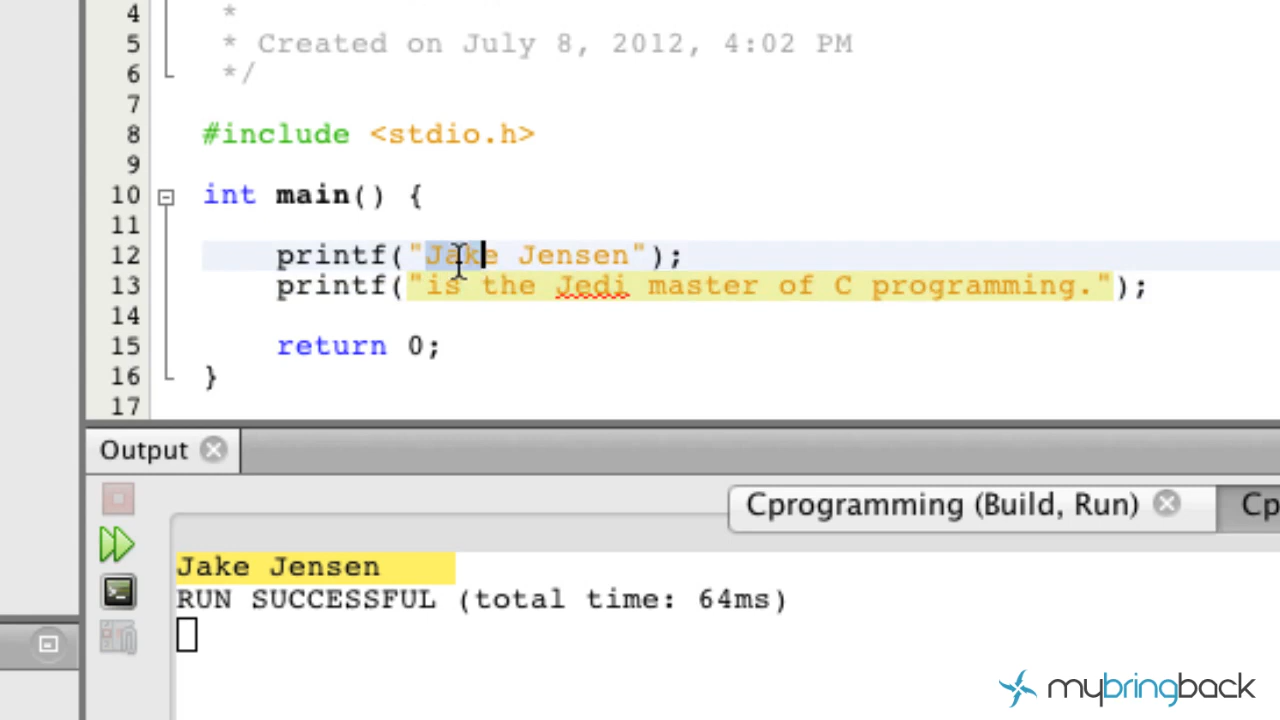 4 *
5 * Created on July 8, 2012, 4:02 PM
6 */
7
8 #include <stdio.h>
9
10 int main() {
11
12 printf("Jake Jensen");
13 printf("is the Jedi master of C programming.");
14
15 return 0;
16 }
17
Output
Cprogramming (Build, Run)
Cp
Jake Jensen
RUN SUCCESSFUL (total time: 64ms)
mybringback